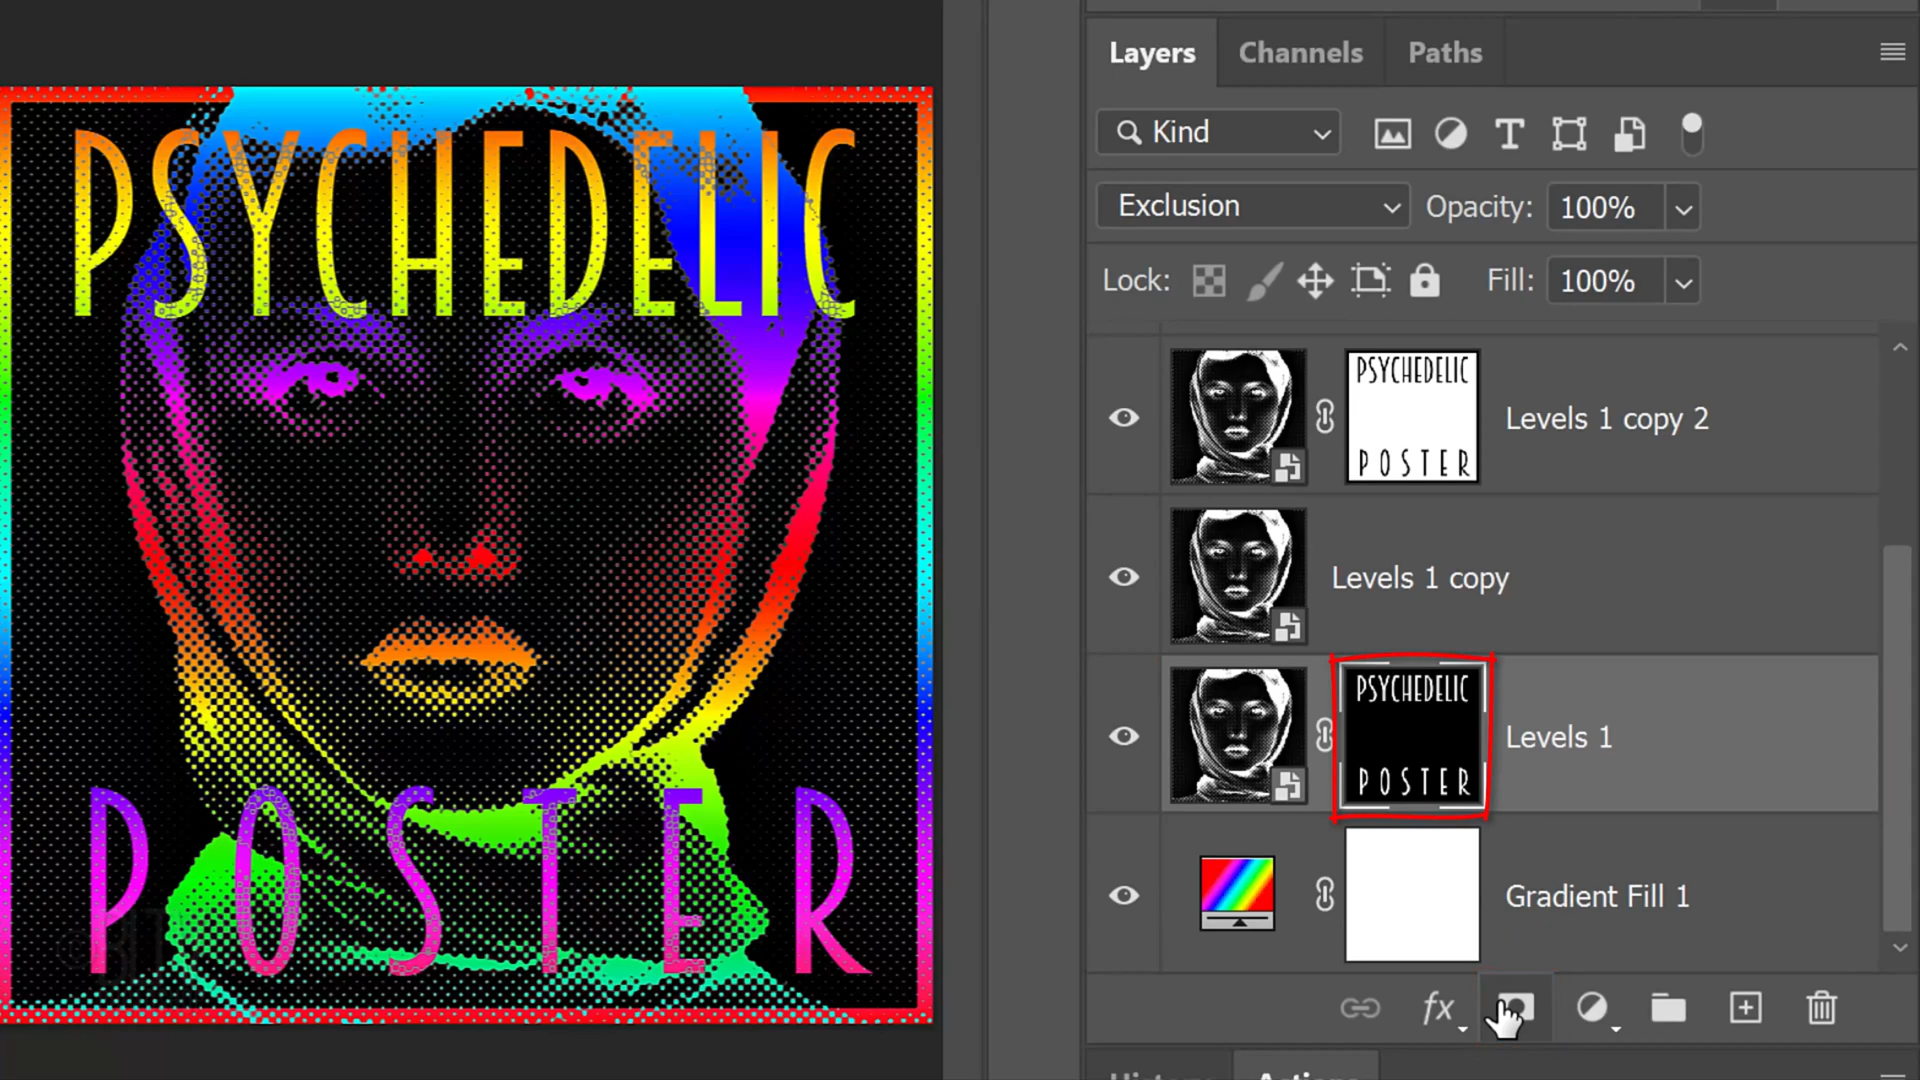 PSYCHEDELIC
POSTER
Layers
Channels
Paths
Kind
Exclusion
Opacity:
100%
Lock:
Fill:
100%
PSYCHEDELIC
POSTER
Levels 1 copy 2
Levels 1 copy
PSYCHEDELIC
POSTER
Levels 1
Gradient Fill 1
fx